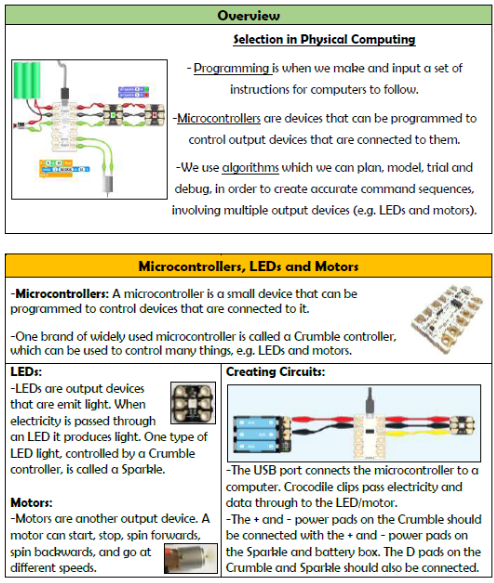 Overview
Selection in Physical Computing
- Programming is when we make and input a set of
instructions for computers to follow.
-Microcontrollers are devices that can be programmed to
control output devices that are connected to them.
-We use algorithms which we can plan, model, trial and
debug, in order to create accurate command sequences,
involving multiple output devices (e.g. LEDs and motors).
Microcontrollers, LEDs and Motors
-Microcontrollers: A microcontroller is a small device that can be
programmed to control devices that are connected to it.
-One brand of widely used microcontroller is called a Crumble controller,
which can be used to control many things, e.g. LEDs and motors.
LEDs:
-LEDs are output devices
that are emit light. When
electricity is passed through
an LED it produces light. One type of
LED light, controlled by a Crumble
controller, is called a Sparkle.
Motors:
-Motors are another output device. A
motor can start, stop, spin forwards,
spin backwards, and go at
different speeds.
Creating Circuits:
-The USB port connects the microcontroller to a
computer. Crocodile clips pass electricity and
data through to the LED/motor.
-The + and - power pads on the Crumble should
be connected with the + and - power pads on
the Sparkle and battery box. The D pads on the
Crumble and Sparkle should also be connected.